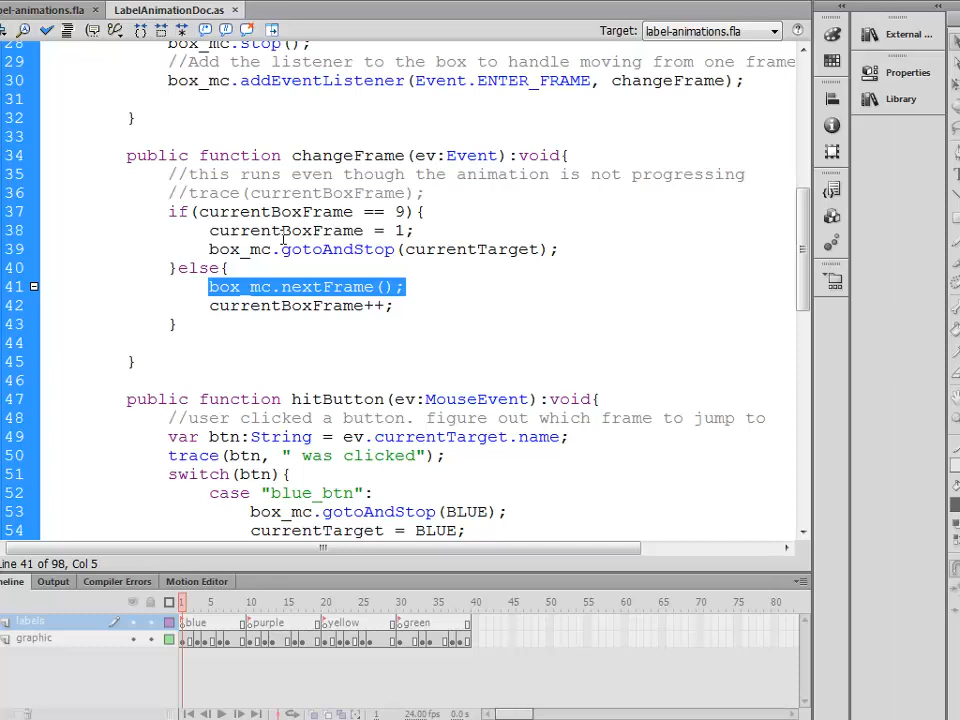 bel-animations.fla × LabelAnimationDoc.as ×
Target: label-animations.fla
28 box_mc.stop();
29 //Add the listener to the box to handle moving from one frame
30 box_mc.addEventListener(Event.ENTER_FRAME, changeFrame);
31
32 }
33
34 public function changeFrame(ev:Event):void{
35 //this runs even though the animation is not progressing
36 //trace(currentBoxFrame);
37 if(currentBoxFrame == 9){
38 currentBoxFrame = 1;
39 box_mc.gotoAndStop(currentTarget);
40 }else{
41 box_mc.nextFrame();
42 currentBoxFrame++;
43 }
44
45 }
46
47 public function hitButton(ev:MouseEvent):void{
48 //user clicked a button. figure out which frame to jump to
49 var btn:String = ev.currentTarget.name;
50 trace(btn, " was clicked");
51 switch(btn){
52 case "blue_btn":
53 box_mc.gotoAndStop(BLUE);
54 currentTarget = BLUE;
External ...
Properties
Library
Line 41 of 98, Col 5
meline Output Compiler Errors Motion Editor
1 5 10 15 20 25 30 35 40 45 50 55 60 65 70 75 80
labels blue purple yellow green
graphic
1 24.00 fps 0.0 s